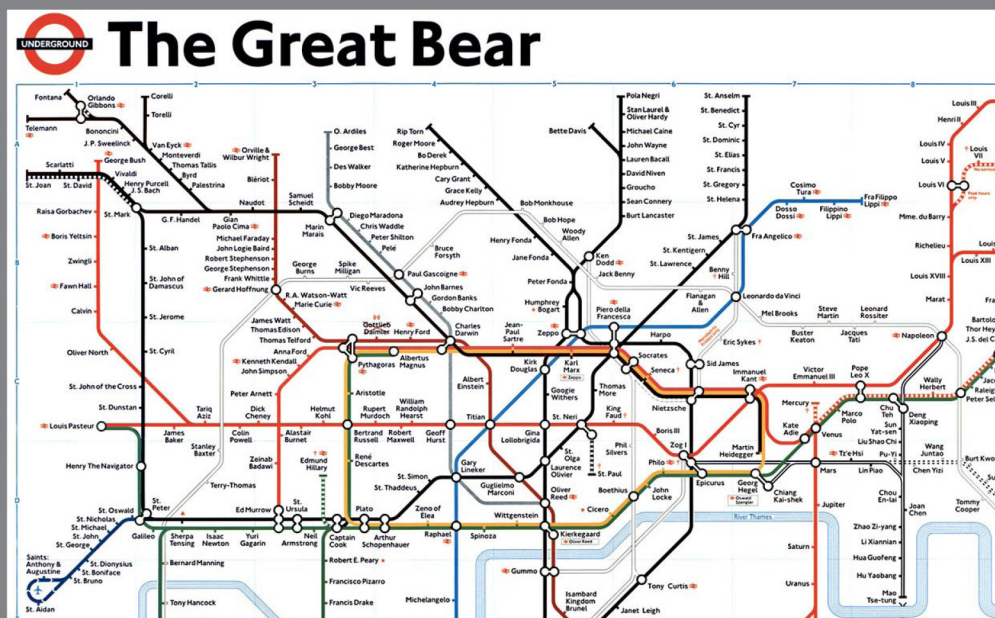 UNDERGROUND
The Great Bear
1
2
3
4
5
6
7
8
A
B
C
D
Fontana
Orlando
Gibbons
Corelli
Torelli
Telemann
Bononcini
J.P. Sweelinck
Van Eyck
Monteverdi
Thomas Tallis
Byrd
Palestrina
Scarlatti
George Bush
St. Joan
St. David
Vivaldi
Henry Purcell
J.S. Bach
Raisa Gorbachev
St. Mark
G.F. Handel
Naudot
Gian
Paolo Cima
Samuel
Scheidt
Marin
Marais
Boris Yeltsin
Zwingli
Fawn Hall
Calvin
Oliver North
St. Alban
St. John of
Damascus
St. Jerome
St. Cyril
St. John of the Cross
St. Dunstan
Louis Pasteur
Henry The Navigator
Orville &
Wilbur Wright
Blériot
Michael Faraday
John Logie Baird
Robert Stephenson
George Stephenson
Frank Whittle
Gerard Hoffnung
George
Burns
Spike
Milligan
Vic Reeves
R.A. Watson-Watt
Marie Curie
James Watt
Thomas Edison
Thomas Telford
Anna Ford
Kenneth Kendall
John Simpson
Peter Arnett
O. Ardiles
George Best
Des Walker
Bobby Moore
Diego Maradona
Chris Waddle
Peter Shilton
Pelé
Paul Gascoigne
John Barnes
Gordon Banks
Bobby Charlton
Bruce
Forsyth
Gottlieb
Daimler
Henry Ford
Charles
Darwin
Pythagoras
Albertus
Magnus
Aristotle
Rip Torn
Roger Moore
Bo Derek
Katherine Hepburn
Cary Grant
Grace Kelly
Audrey Hepburn
Henry Fonda
Jane Fonda
Peter Fonda
Humphrey
Bogart
Bob Monkhouse
Bob Hope
Woody
Allen
Bette Davis
Pola Negri
Stan Laurel &
Oliver Hardy
Michael Caine
John Wayne
Lauren Bacall
David Niven
Groucho
Sean Connery
Burt Lancaster
Ken
Dodd
Jack Benny
Piero della
Francesca
Zeppo
Jean-
Paul
Sartre
Kirk
Douglas
Karl
Marx
Zeppo
Harpo
St. Anselm
St. Benedict
St. Cyr
St. Dominic
St. Elias
St. Francis
St. Gregory
St. Helena
St. James
St. Kentigern
St. Lawrence
Benny
Hill
Flanagan
& Allen
Cosimo
Tura
Dosso
Dossi
Filippino
Lippi
Fra Filippo
Lippi
Fra Angelico
Leonardo da Vinci
Mel Brooks
Steve
Martin
Leonard
Rossiter
Buster
Keaton
Jacques
Tati
Eric Sykes
Sid James
Socrates
Seneca
Nietzsche
Immanuel
Kant
Victor
Emmanuel III
Pope
Leo X
Wally
Herbert
Napoleon
Louis III
Henri II
Louis IV
Louis V
Louis
VII
No service
Louis VI
Peak hours
only
Mme. du Barry
Richelieu
Louis XIII
Louis XVIII
Marat
Mercury
Kate
Adie
Venus
Marco
Polo
Chu
Teh
Sun
Yat-sen
Liu Shao Chi
Deng
Xiaoping
Tz'e Hsi
Pu-Yi
Lin Piao
Wang
Juntao
Chen Yizi
Burt Kwo
Tommy
Cooper
Mars
Jupiter
Saturn
Uranus
Chou
En-lai
Joan
Chen
Zhao Zi-yang
Li Xiannian
Hua Guofeng
Hu Yaobang
Mao
Tse-tung
James
Baker
Tariq
Aziz
Colin
Powell
Dick
Cheney
Alastair
Burnet
Helmut
Kohl
Stanley
Baxter
Terry-Thomas
Zeinab
Badawi
Edmund
Hillary
Bertrand
Russell
Rupert
Murdoch
Robert
Maxwell
William
Randolph
Hearst
Geoff
Hurst
Titian
Albert
Einstein
Gina
Lollobrigida
Googie
Withers
Thomas
More
St. Neri
King
Faud
Boris III
Zog I
Philo
Phil
Silvers
St. Paul
St. Olga
Laurence
Olivier
René
Descartes
St. Simon
St. Thaddeus
Gary
Lineker
Guglielmo
Marconi
Oliver
Reed
Boethius
John
Locke
Epicurus
Martin
Heidegger
Georg
Hegel
Oswald
Spengler
Chiang
Kai-shek
River Thames
St. Oswald
St. Peter
St. Nicholas
St. Michael
St. John
St. George
Galileo
Sherpa
Tensing
Isaac
Newton
Yuri
Gagarin
Ed Murrow
St.
Ursula
Neil
Armstrong
Captain
Cook
Plato
Arthur
Schopenhauer
Zeno of
Elea
Raphael
Spinoza
Wittgenstein
Cicero
Kierkegaard
Oliver Reed
Saints:
Anthony &
Augustine
St. Dionysius
St. Boniface
St. Bruno
St. Aidan
Bernard Manning
Tony Hancock
Robert E. Peary
Francisco Pizarro
Francis Drake
Michelangelo
Gummo
Isambard
Kingdom
Brunel
Tony Curtis
Janet Leigh